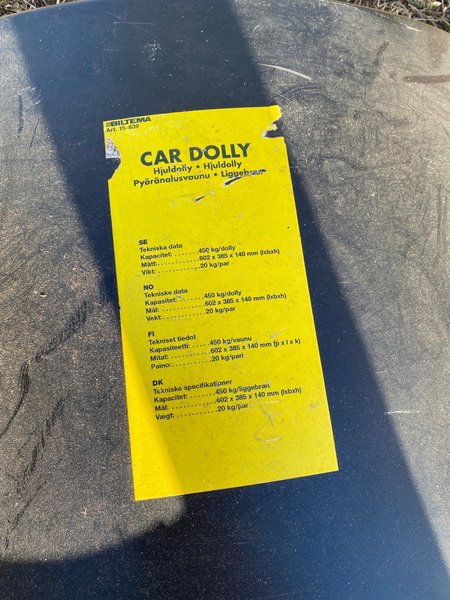 BILTEMA
Art. 15-839
CAR DOLLY
Hjuldolly • Hjuldolly
Pyöränalusvaunu • Liggebræt
SE
Tekniska data
Kapacitet:..........450 kg/dolly
Mått:................602 x 385 x 140 mm (lxbxh)
Vikt:................20 kg/par
NO
Tekniske data
Kapasitet:..........450 kg/dolly
Mål:................602 x 385 x 140 mm (lxbxh)
Vekt:................20 kg/par
FI
Tekniset tiedot
Kapasiteetti:......450 kg/vaunu
Mitat:..............602 x 385 x 140 mm (p x l x k)
Paino:..............20 kg/pari
DK
Tekniske specifikationer
Kapacitet:..........450 kg/liggebræs
Mål:................602 x 385 x 140 mm (lxbxh)
Vægt:................20 kg/par